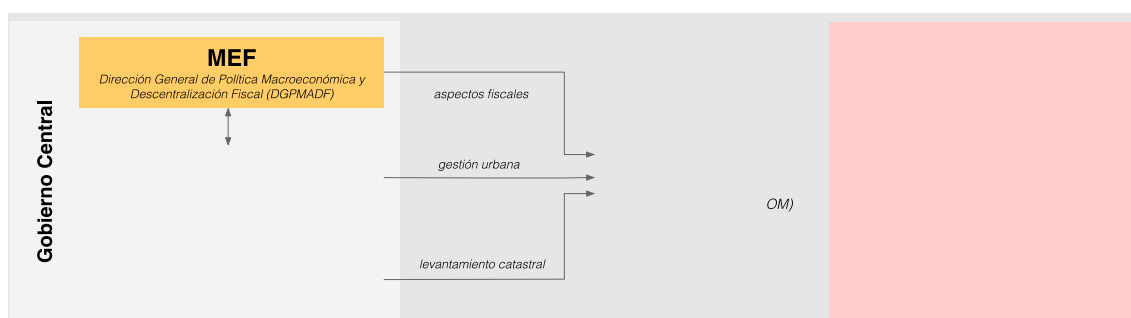 MEF
Dirección General de Política Macroeconómica y
Descentralización Fiscal (DGPMADF)
aspectos fiscales
gestión urbana
OM)
levantamiento catastral
Gobierno Central